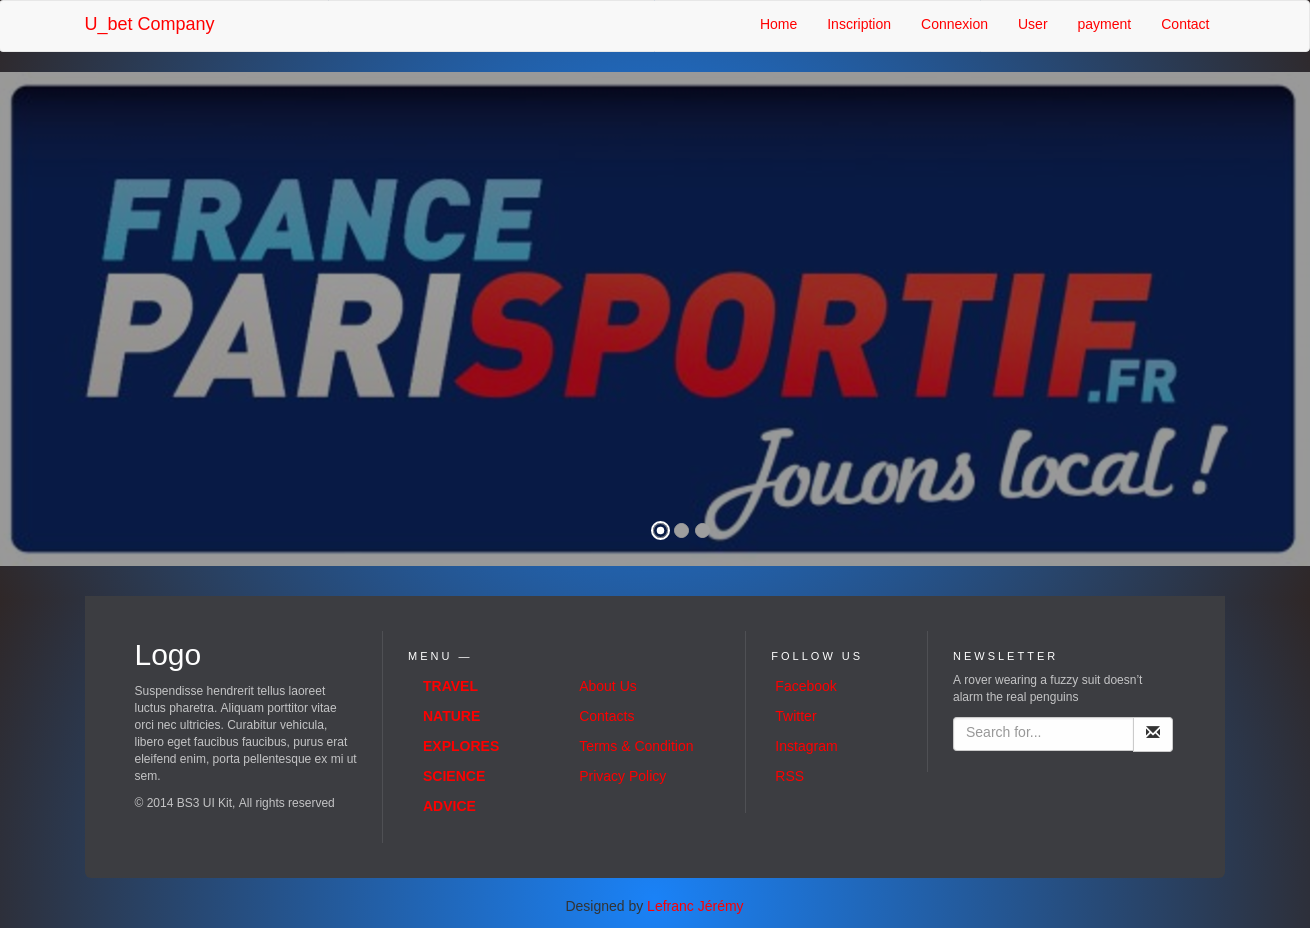 U_bet Company
Home Inscription Connexion User payment Contact
FRANCE
PARISPORTIF
.FR
Jouons local !
Logo
Suspendisse hendrerit tellus laoreet
luctus pharetra. Aliquam porttitor vitae
orci nec ultricies. Curabitur vehicula,
libero eget faucibus faucibus, purus erat
eleifend enim, porta pellentesque ex mi ut
sem.
© 2014 BS3 UI Kit, All rights reserved
MENU —
TRAVEL
NATURE
EXPLORES
SCIENCE
ADVICE
About Us
Contacts
Terms & Condition
Privacy Policy
FOLLOW US
Facebook
Twitter
Instagram
RSS
NEWSLETTER
A rover wearing a fuzzy suit doesn't
alarm the real penguins
Search for...
Designed by Lefranc Jérémy